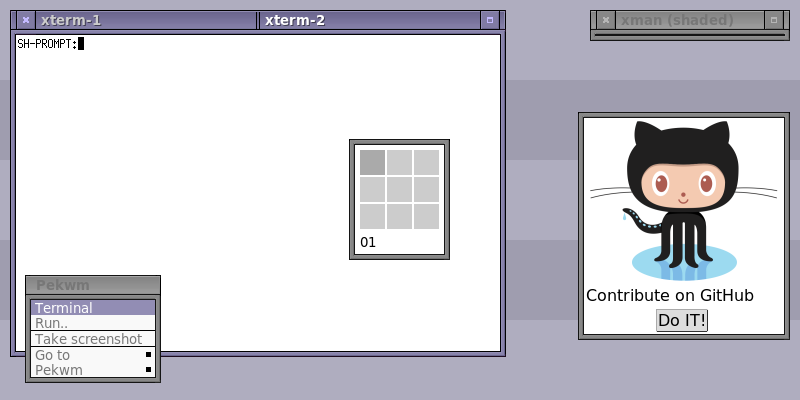 xterm-1
xterm-2
xman (shaded)
SH-PROMPT:
01
Pekwm
Terminal
Run..
Take screenshot
Go to
Pekwm
Contribute on GitHub
Do IT!